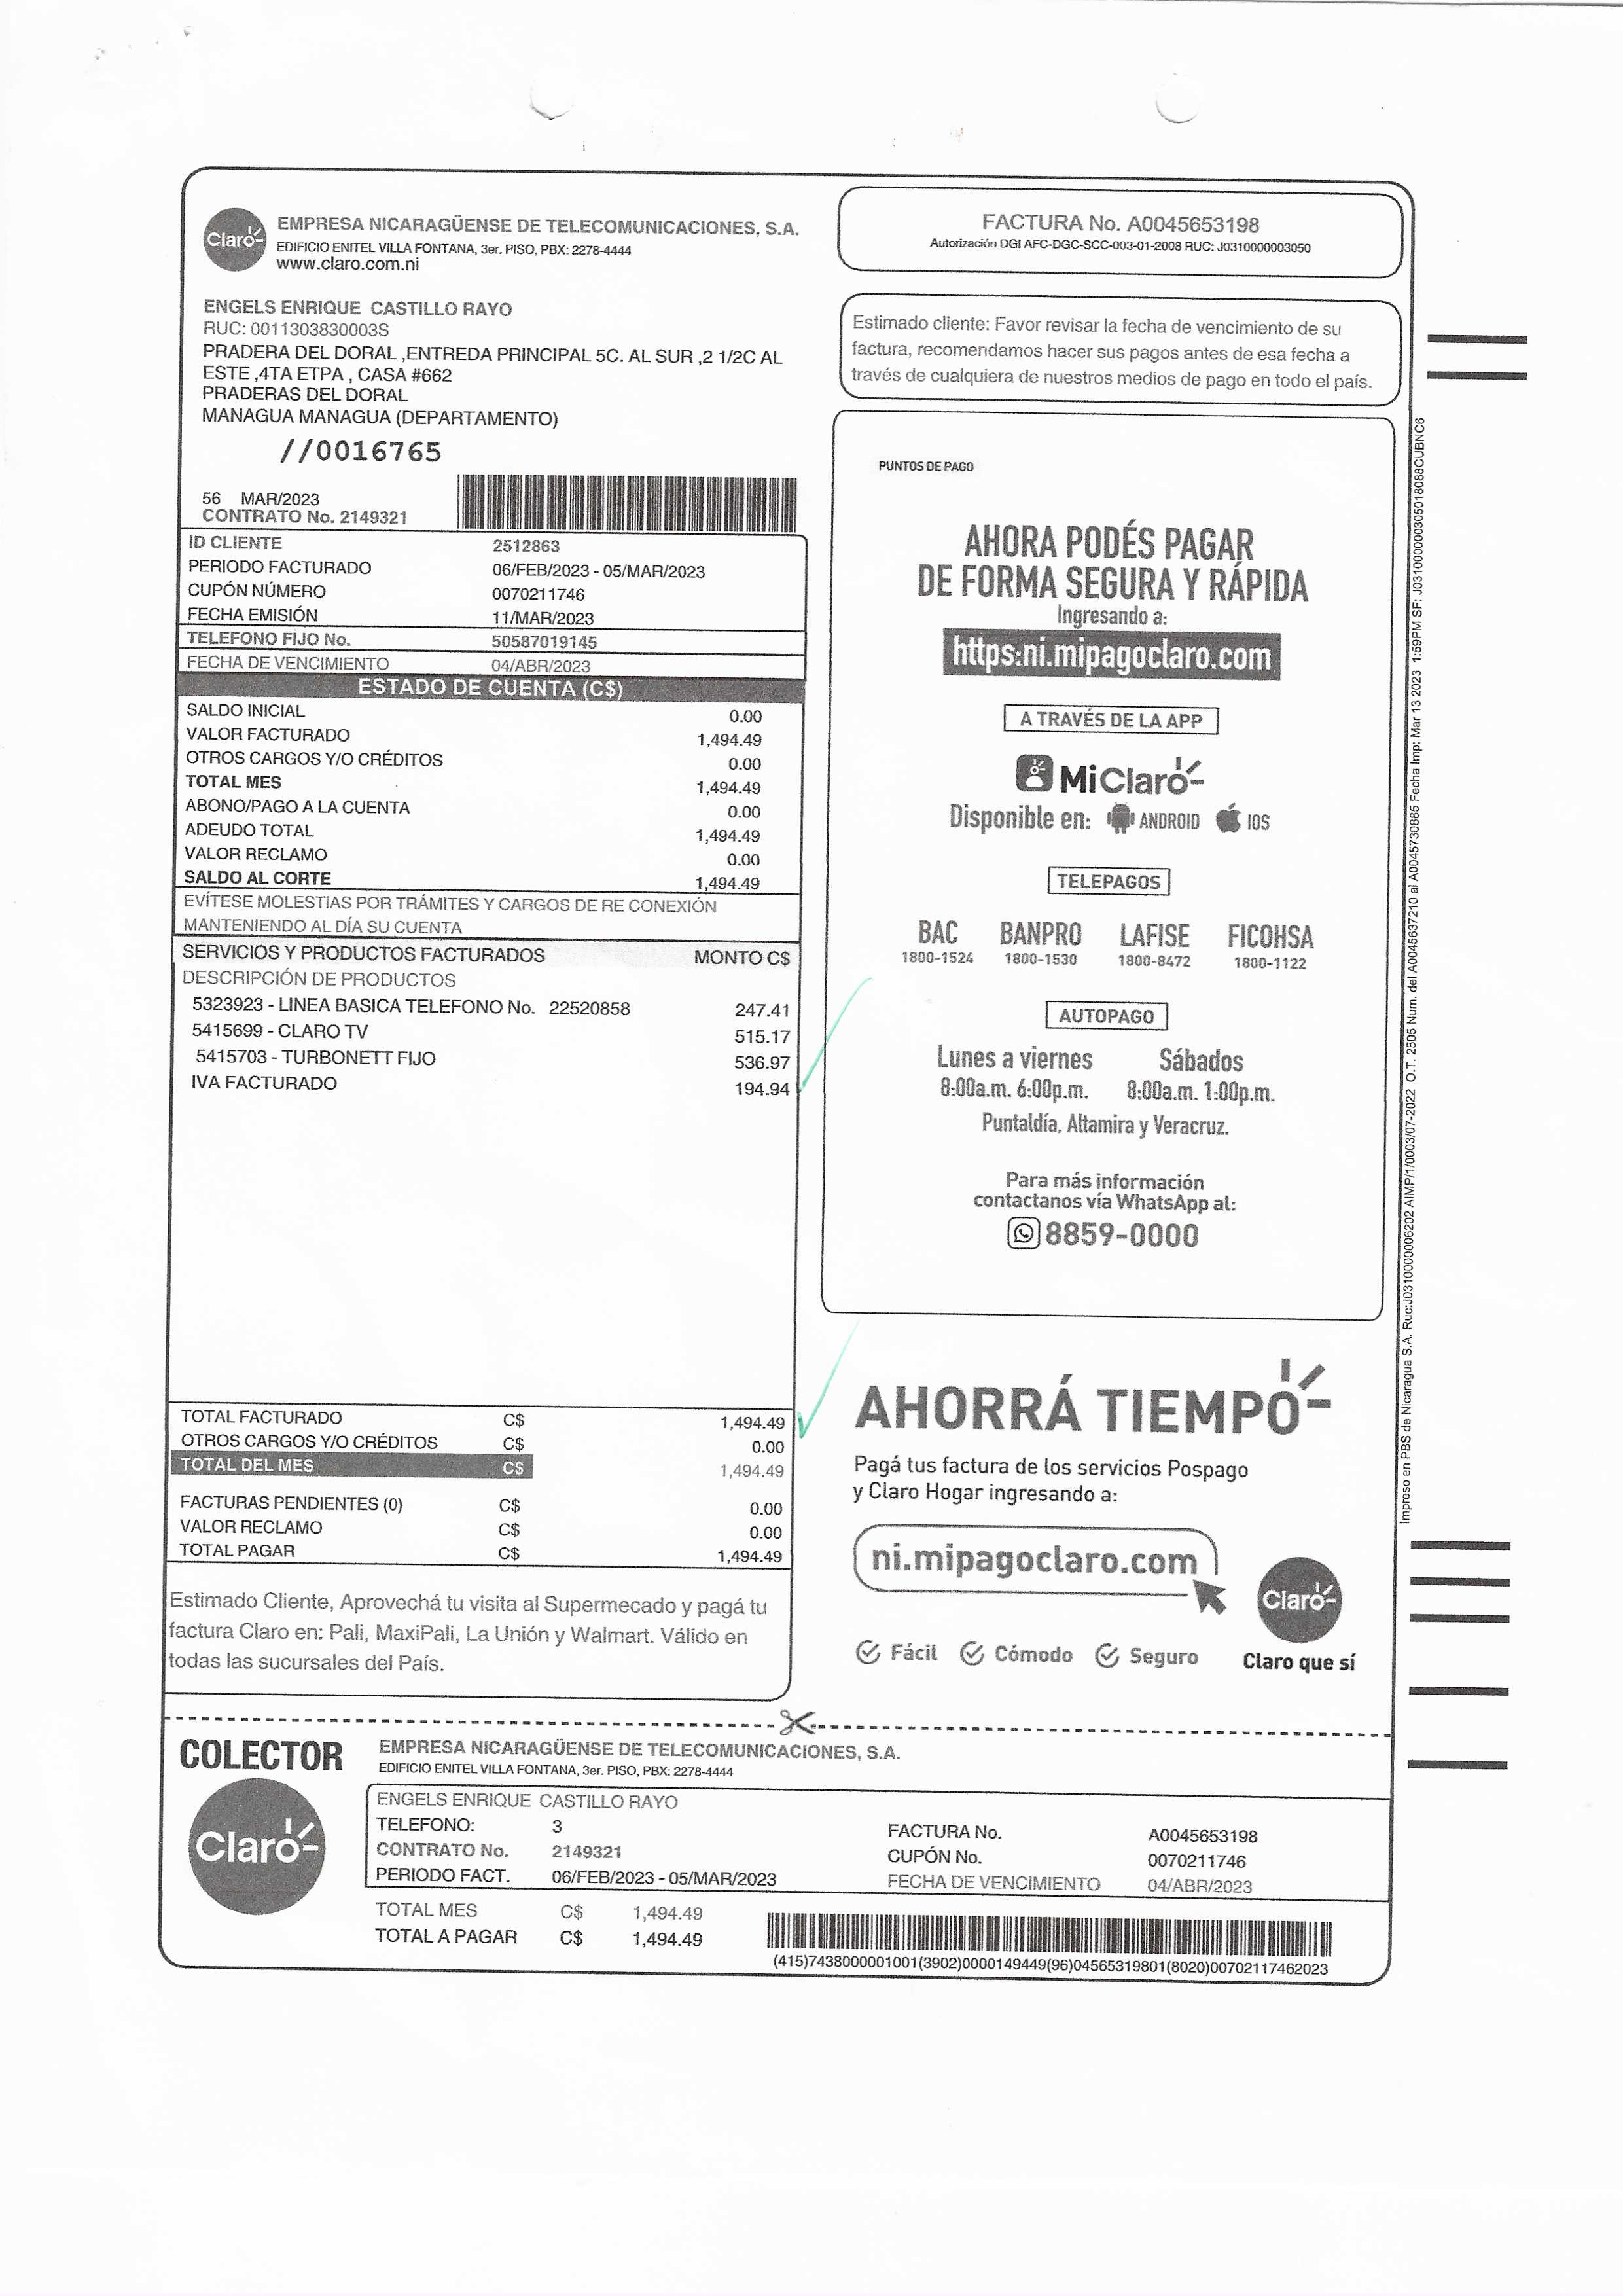 Claro
EMPRESA NICARAGÜENSE DE TELECOMUNICACIONES, S.A.
EDIFICIO ENITEL VILLA FONTANA, 3er. PISO, PBX: 2278-4444
www.claro.com.ni
FACTURA No. A0045653198
Autorización DGI AFC-DGC-SCC-003-01-2008 RUC: J0310000003050
ENGELS ENRIQUE CASTILLO RAYO
RUC: 0011303830003S
PRADERA DEL DORAL ,ENTREDA PRINCIPAL 5C. AL SUR ,2 1/2C AL
ESTE ,4TA ETPA , CASA #662
PRADERAS DEL DORAL
MANAGUA MANAGUA (DEPARTAMENTO)
//0016765
56 MAR/2023
CONTRATO No. 2149321
ID CLIENTE 2512863
PERIODO FACTURADO 06/FEB/2023 - 05/MAR/2023
CUPÓN NÚMERO 0070211746
FECHA EMISIÓN 11/MAR/2023
TELEFONO FIJO No. 50587019145
FECHA DE VENCIMIENTO 04/ABR/2023
ESTADO DE CUENTA (C$)
SALDO INICIAL 0.00
VALOR FACTURADO 1,494.49
OTROS CARGOS Y/O CRÉDITOS 0.00
TOTAL MES 1,494.49
ABONO/PAGO A LA CUENTA 0.00
ADEUDO TOTAL 1,494.49
VALOR RECLAMO 0.00
SALDO AL CORTE 1,494.49
EVÍTESE MOLESTIAS POR TRÁMITES Y CARGOS DE RE CONEXIÓN
MANTENIENDO AL DÍA SU CUENTA
SERVICIOS Y PRODUCTOS FACTURADOS MONTO C$
DESCRIPCIÓN DE PRODUCTOS
5323923 - LINEA BASICA TELEFONO No. 22520858 247.41
5415699 - CLARO TV 515.17
5415703 - TURBONETT FIJO 536.97
IVA FACTURADO 194.94
TOTAL FACTURADO C$ 1,494.49
OTROS CARGOS Y/O CRÉDITOS C$ 0.00
TOTAL DEL MES C$ 1,494.49
FACTURAS PENDIENTES (0) C$ 0.00
VALOR RECLAMO C$ 0.00
TOTAL PAGAR C$ 1,494.49
Estimado Cliente, Aprovechá tu visita al Supermecado y pagá tu
factura Claro en: Pali, MaxiPali, La Unión y Walmart. Válido en
todas las sucursales del País.
Estimado cliente: Favor revisar la fecha de vencimiento de su
factura, recomendamos hacer sus pagos antes de esa fecha a
través de cualquiera de nuestros medios de pago en todo el país.
PUNTOS DE PAGO
AHORA PODÉS PAGAR
DE FORMA SEGURA Y RÁPIDA
Ingresando a:
https:ni.mipagoclaro.com
A TRAVÉS DE LA APP
MiClaro
Disponible en: ANDROID IOS
TELEPAGOS
BAC BANPRO LAFISE FICOHSA
1800-1524 1800-1530 1800-8472 1800-1122
AUTOPAGO
Lunes a viernes Sábados
8:00a.m. 6:00p.m. 8:00a.m. 1:00p.m.
Puntaldía, Altamira y Veracruz.
Para más información
contactanos vía WhatsApp al:
8859-0000
AHORRÁ TIEMPO
Pagá tus factura de los servicios Pospago
y Claro Hogar ingresando a:
ni.mipagoclaro.com
Claro
Fácil Cómodo Seguro
Claro que sí
Impreso en PBS de Nicaragua S.A. Ruc:J0310000006202 AIMP/1/0003/07-2022 O.T. 2505 Num. del A0045637210 al A0045730885 Fecha Imp: Mar 13 2023 1:59PM SF: J031000000305018088CUBNC6
COLECTOR
Claro
EMPRESA NICARAGÜENSE DE TELECOMUNICACIONES, S.A.
EDIFICIO ENITEL VILLA FONTANA, 3er. PISO, PBX: 2278-4444
ENGELS ENRIQUE CASTILLO RAYO
TELEFONO: 3 FACTURA No. A0045653198
CONTRATO No. 2149321 CUPÓN No. 0070211746
PERIODO FACT. 06/FEB/2023 - 05/MAR/2023 FECHA DE VENCIMIENTO 04/ABR/2023
TOTAL MES C$ 1,494.49
TOTAL A PAGAR C$ 1,494.49
(415)7438000001001(3902)0000149449(96)04565319801(8020)00702117462023